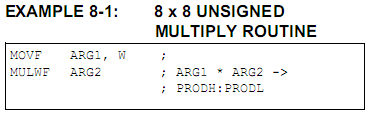 EXAMPLE 8-1: 8 x 8 UNSIGNED
MULTIPLY ROUTINE
MOVF ARG1, W ;
MULWF ARG2 ; ARG1 * ARG2 ->
; PRODH:PRODL